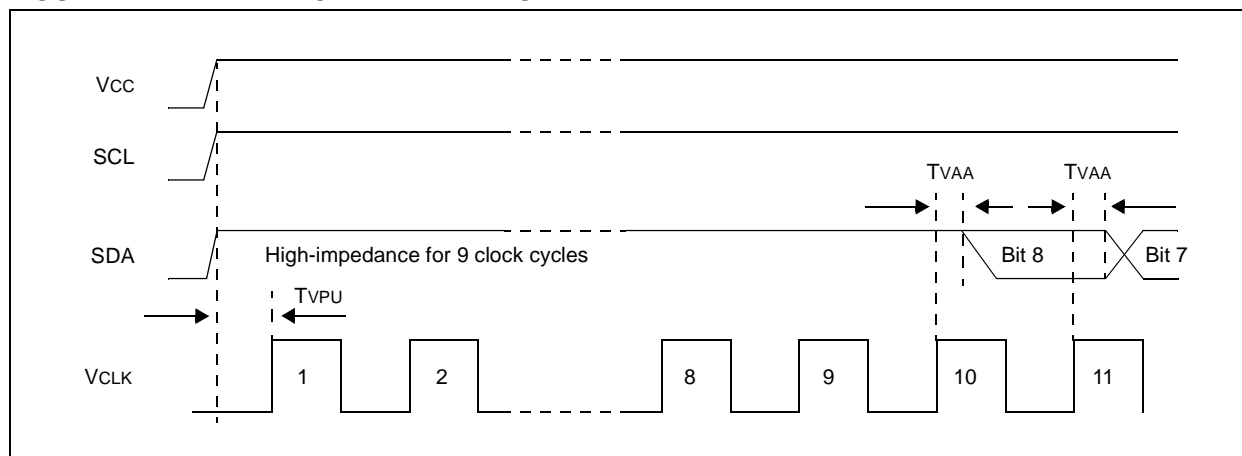 VCC
SCL
TVAA TVAA
SDA High-impedance for 9 clock cycles Bit 8 Bit 7
TVPU
VCLK 1 2 8 9 10 11